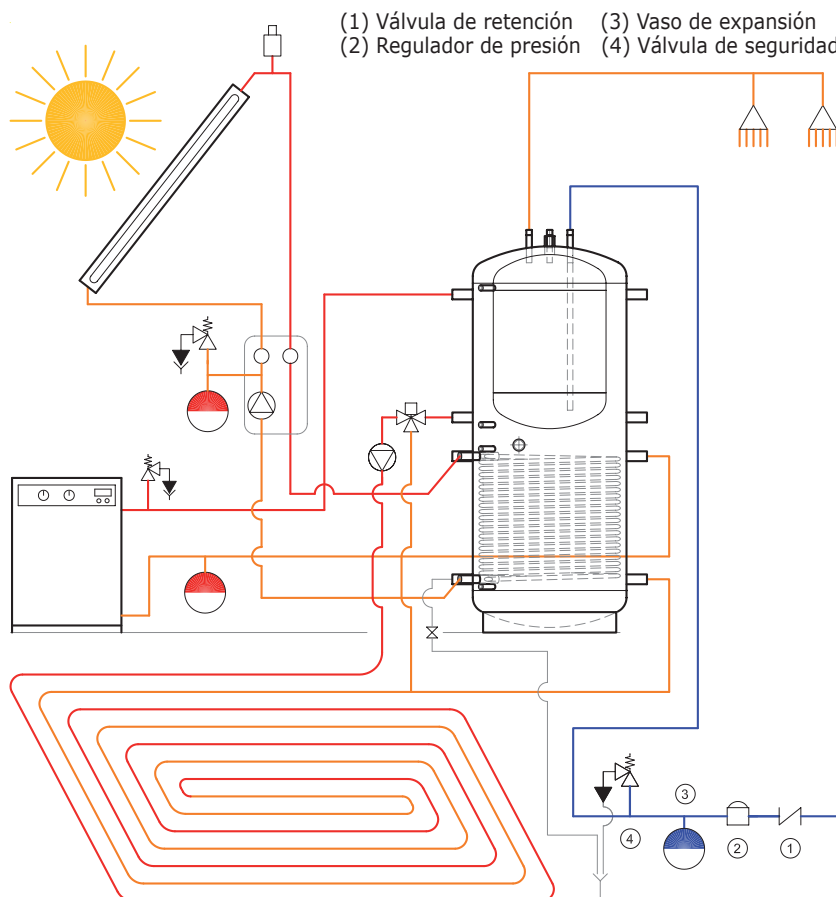 (1) Válvula de retención (3) Vaso de expansión
(2) Regulador de presión (4) Válvula de seguridad
3
4
2
1